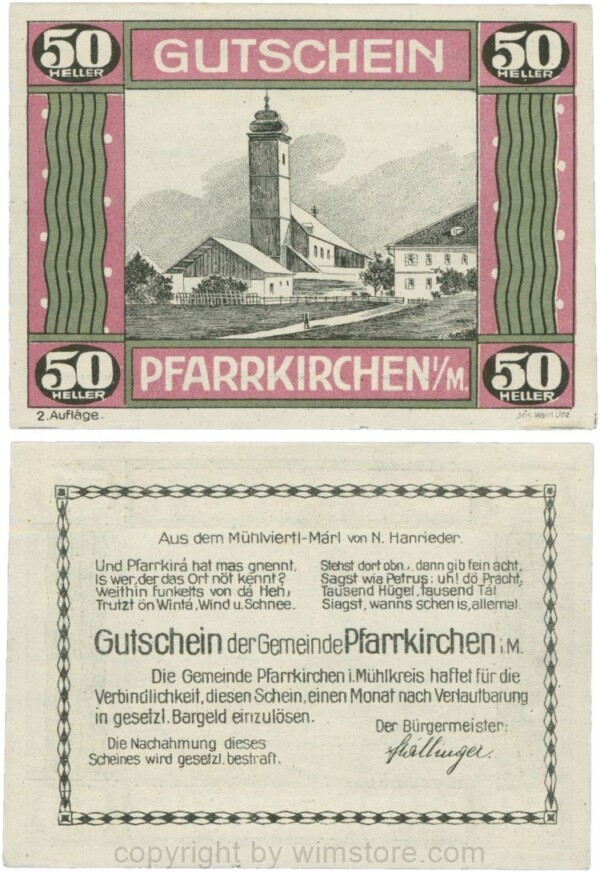 50 HELLER
GUTSCHEIN
50 HELLER
50 HELLER
PFARRKIRCHEN I/M.
50 HELLER
2. Auflage.
Aus dem Mühlviertl-Márl von N. Hanrieder.
Und Pfarrkirá hat mas gnennt,
Is wer, der das Ort nöt kennt?
Weithin funkelts von dá Heh,
Trutzt ön Wintá, Wind u. Schnee.
Stehst dort obn, dann gib fein acht,
Sagst wia Petrus: uh! dö Pracht,
Tausend Hügel, tausend Tál
Siagst, wanns schen is, allemal.
Gutschein der Gemeinde Pfarrkirchen i. M.
Die Gemeinde Pfarrkirchen i. Mühlkreis haftet für die
Verbindlichkeit, diesen Schein, einen Monat nach Verlautbarung
in gesetzl. Bargeld einzulösen.
Der Bürgermeister:
Die Nachahmung dieses
Scheines wird gesetzl. bestraft.
copyright by wimstore.com